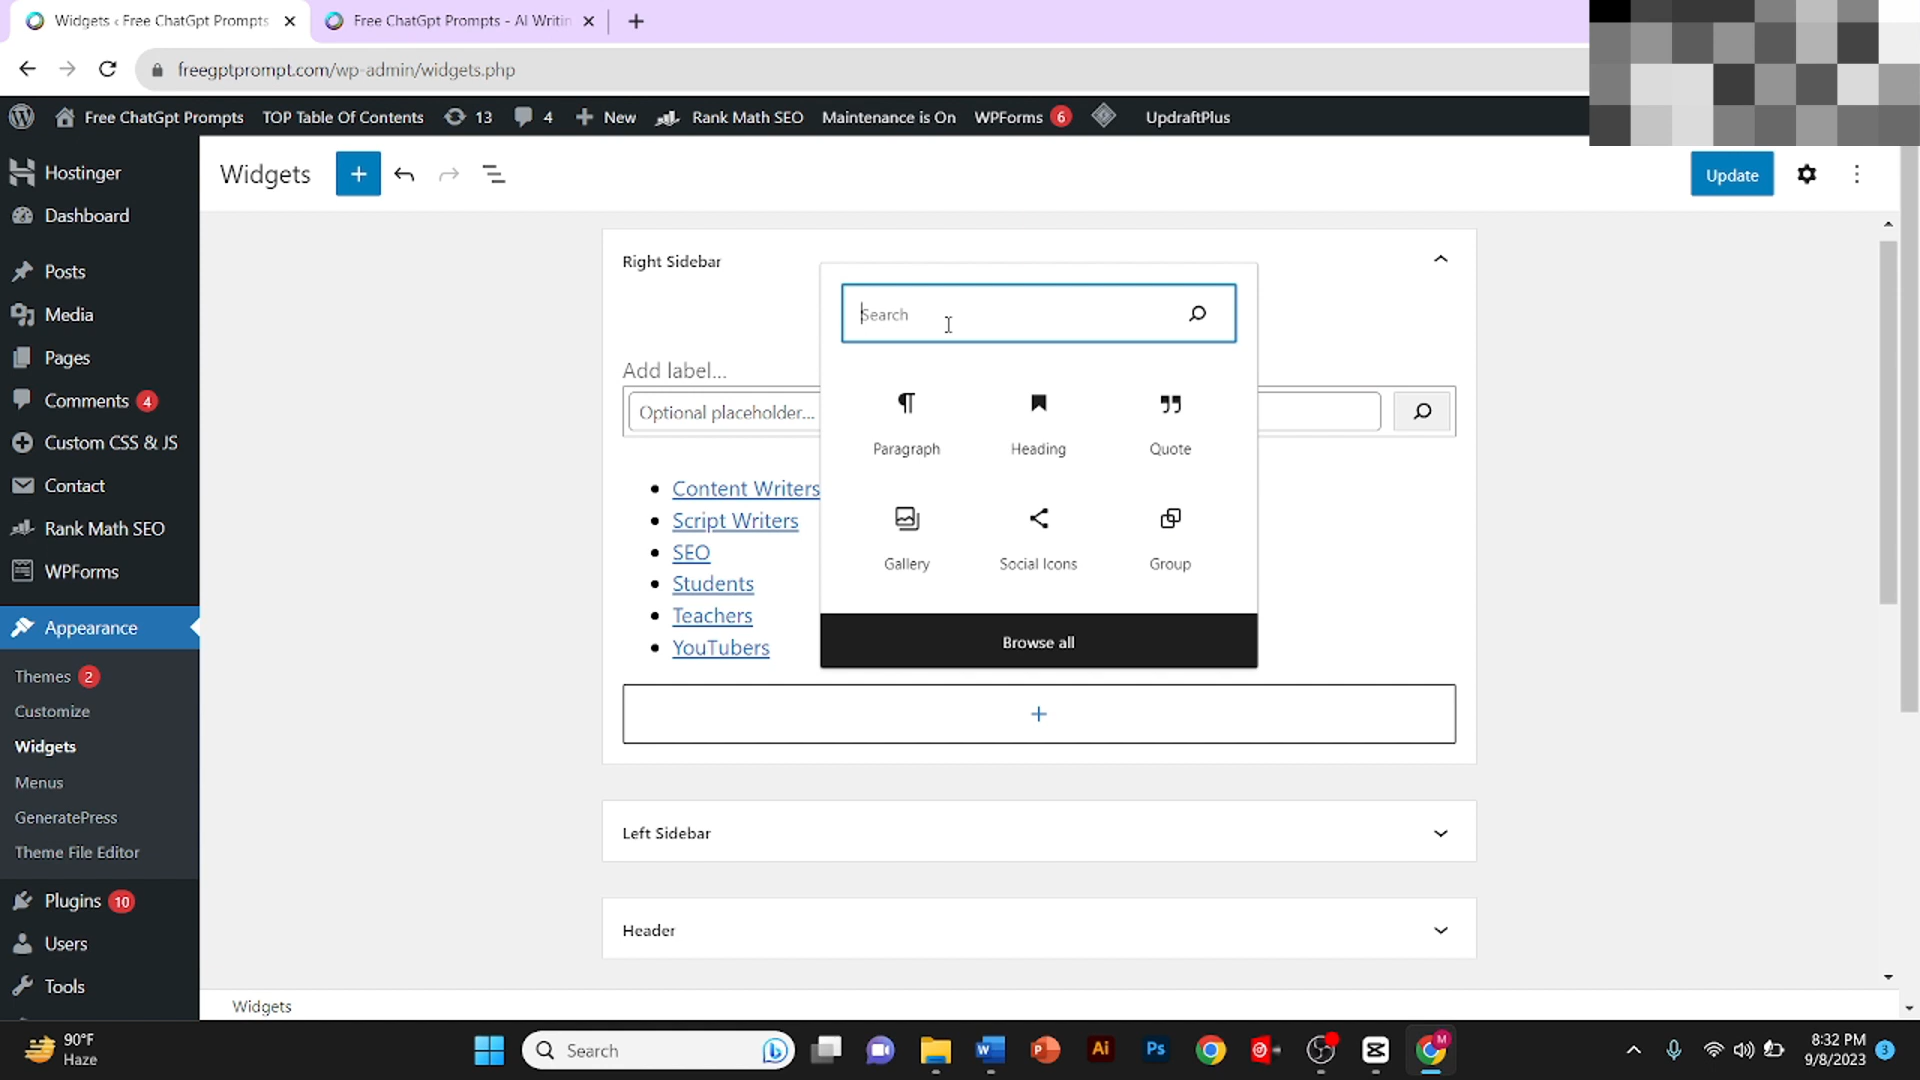 Widgets ‹ Free ChatGpt Prompts
Free ChatGpt Prompts - AI Writin
freegptprompt.com/wp-admin/widgets.php
Free ChatGpt Prompts TOP Table Of Contents 13 4 New Rank Math SEO Maintenance is On WPForms 6 UpdraftPlus
Hostinger
Dashboard
Posts
Media
Pages
Comments 4
Custom CSS & JS
Contact
Rank Math SEO
WPForms
Appearance
Themes 2
Customize
Widgets
Menus
GeneratePress
Theme File Editor
Plugins 10
Users
Tools
Widgets
Update
Right Sidebar
Add label...
Optional placeholder...
Content Writers
Script Writers
SEO
Students
Teachers
YouTubers
Search
Paragraph Heading Quote
Gallery Social Icons Group
Browse all
Left Sidebar
Header
Widgets
90°F
Haze
Search
Ai
Ps
M
8:32 PM
9/8/2023
3